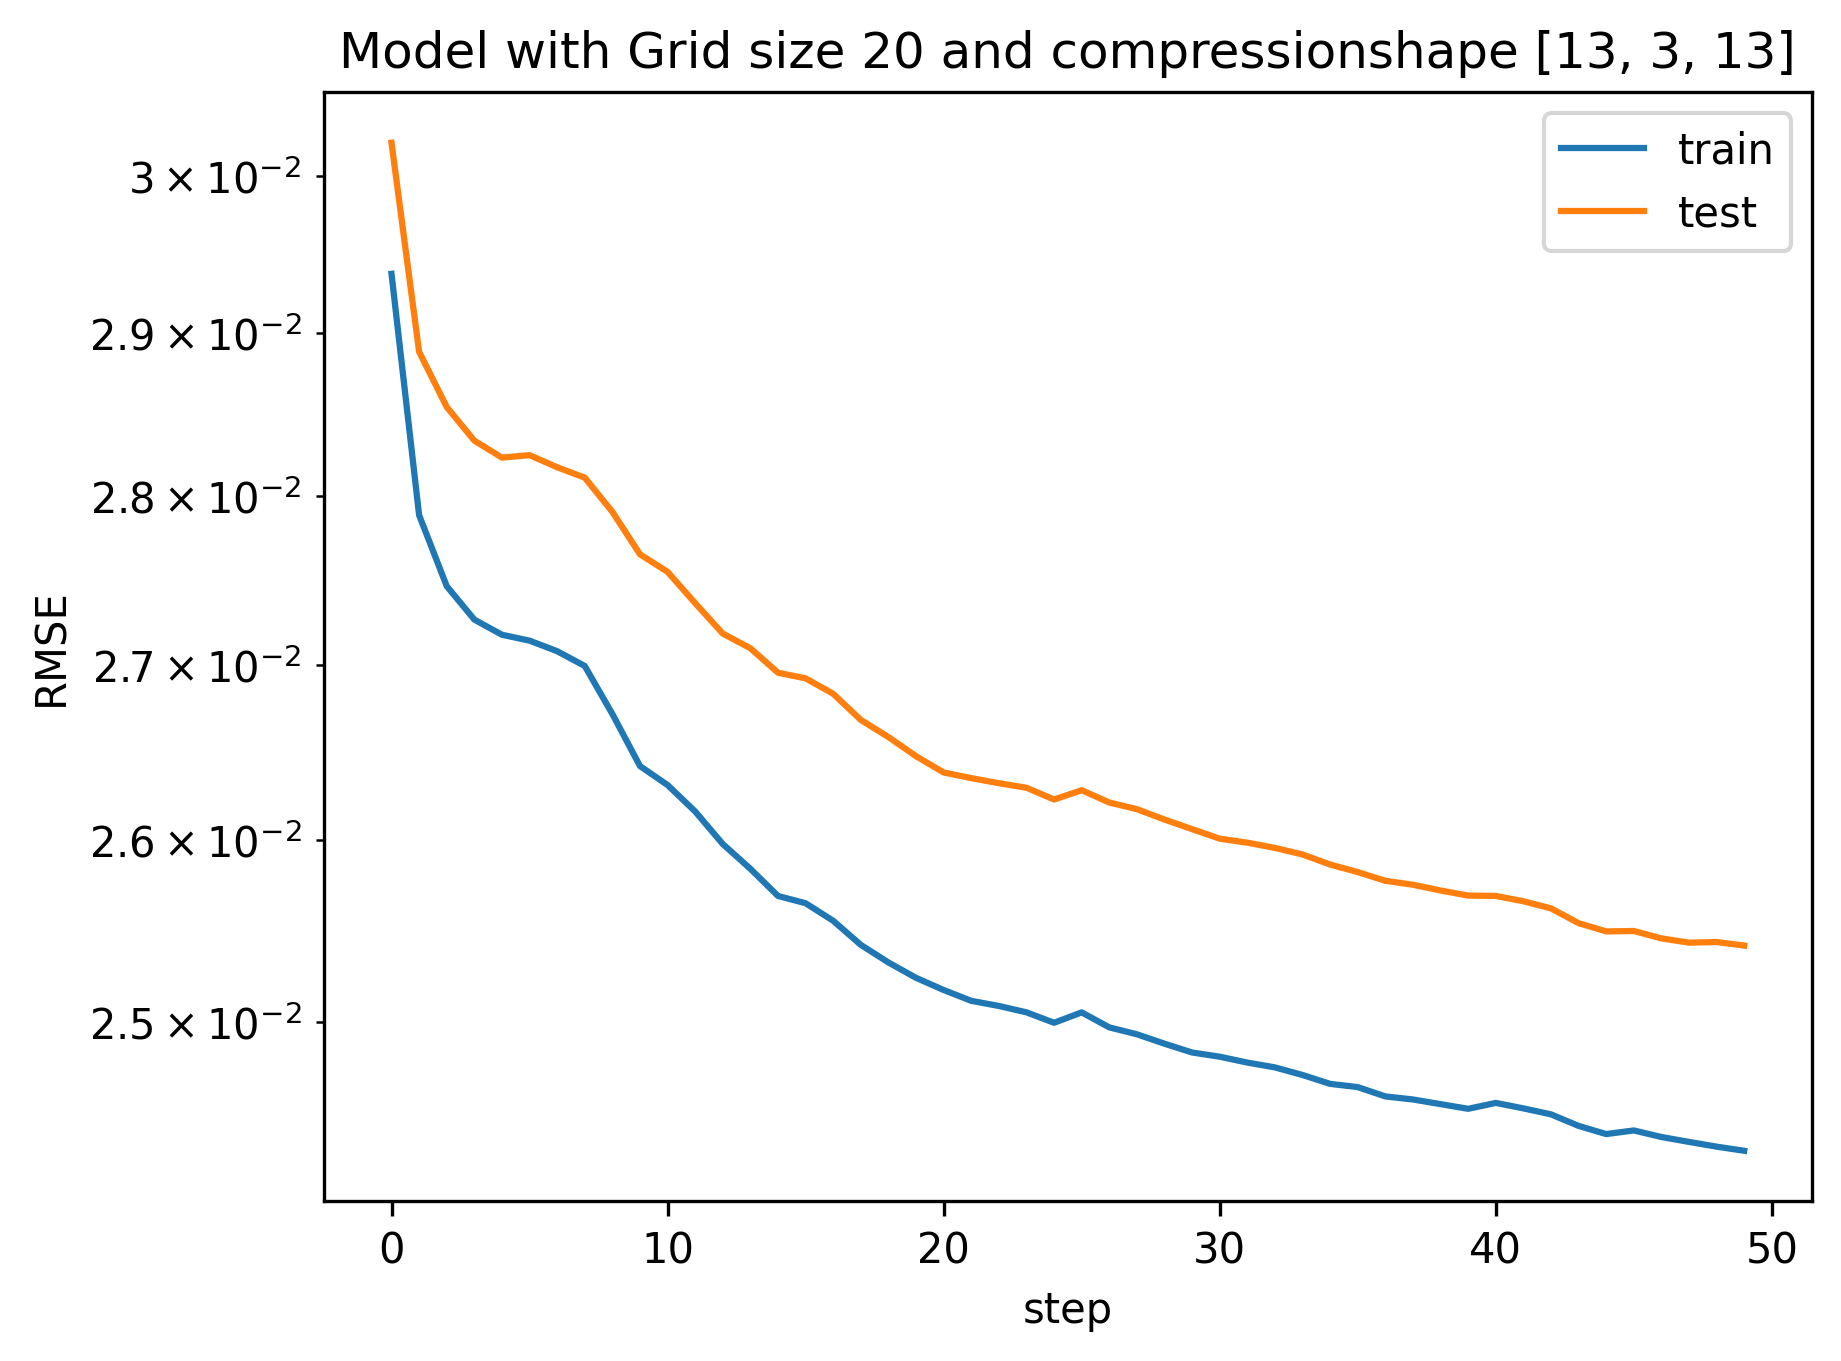 Model with Grid size 20 and compressionshape [13, 3, 13]
train
test
3 × 10⁻²
2.9 × 10⁻²
2.8 × 10⁻²
2.7 × 10⁻²
2.6 × 10⁻²
2.5 × 10⁻²
RMSE
0 10 20 30 40 50
step